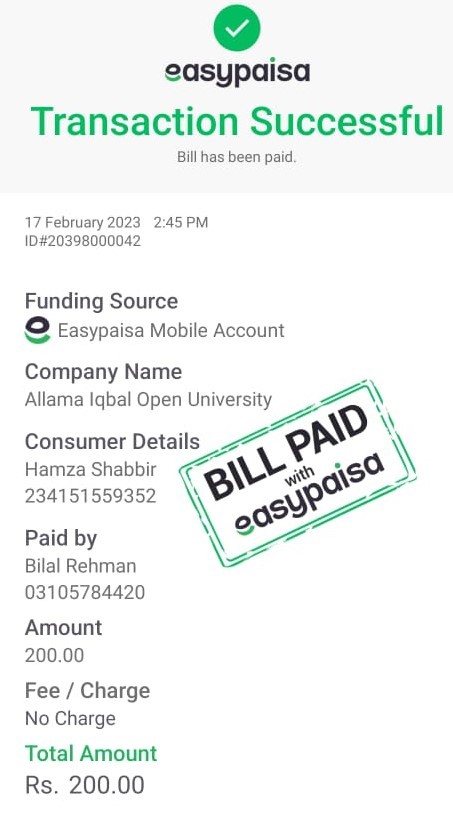 easypaisa
Transaction Successful
Bill has been paid.
17 February 2023 2:45 PM
ID#20398000042
Funding Source
Easypaisa Mobile Account
Company Name
Allama Iqbal Open University
Consumer Details
Hamza Shabbir
234151559352
BILL PAID
with
easypaisa
Paid by
Bilal Rehman
03105784420
Amount
200.00
Fee / Charge
No Charge
Total Amount
Rs. 200.00